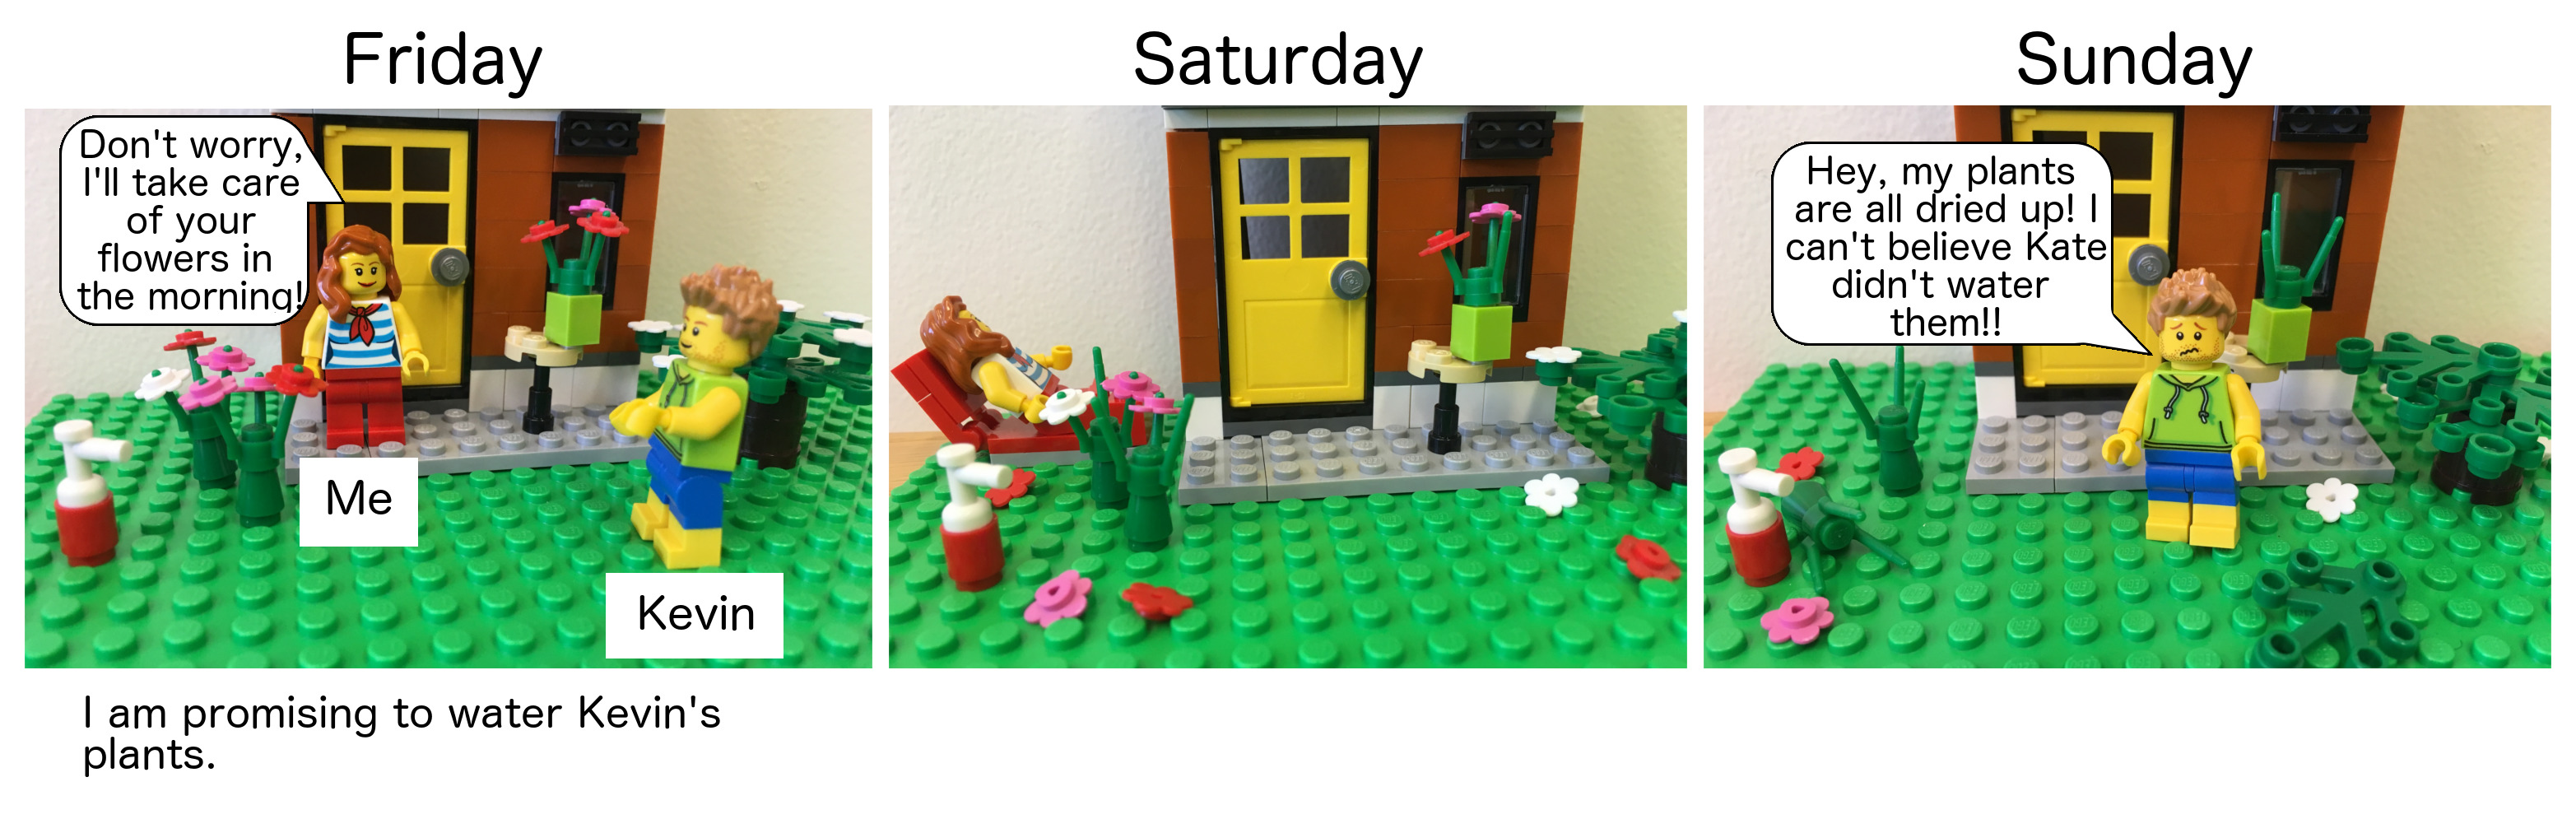 Friday
Don't worry,
I'll take care
of your
flowers in
the morning!
Me
Kevin
I am promising to water Kevin's
plants.
Saturday
Sunday
Hey, my plants
are all dried up! I
can't believe Kate
didn't water
them!!